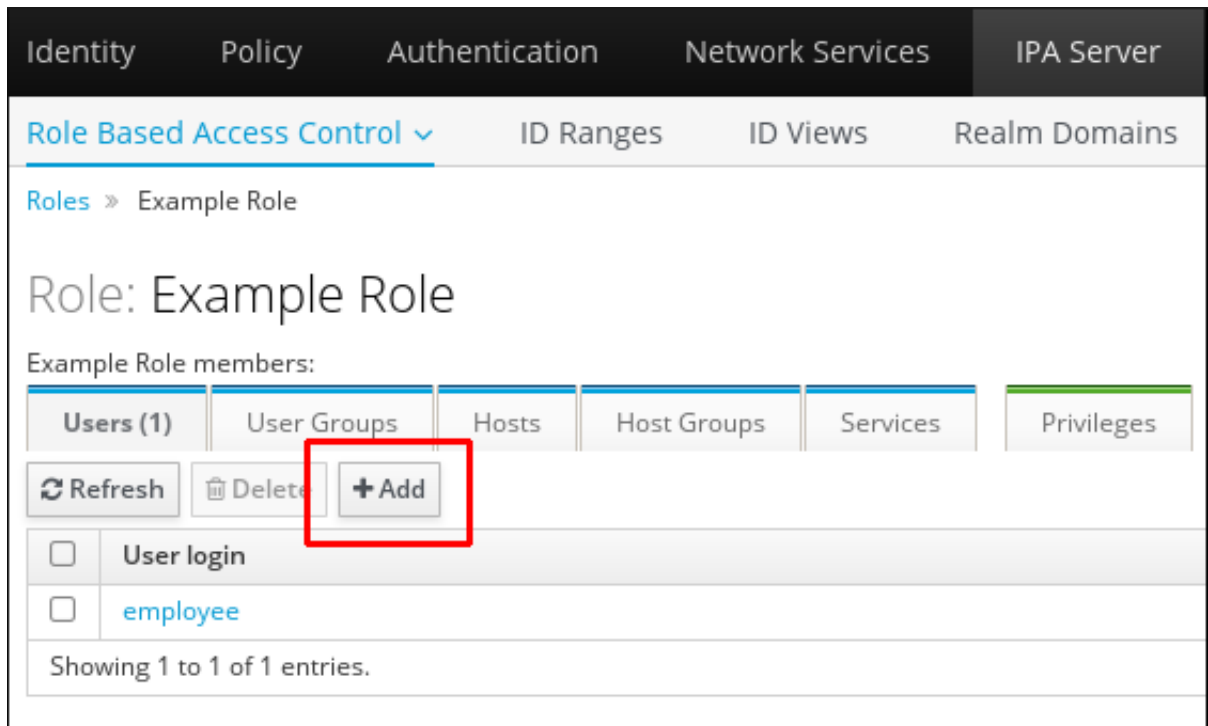 Identity Policy Authentication Network Services IPA Server
Role Based Access Control ID Ranges ID Views Realm Domains
Roles » Example Role
Role: Example Role
Example Role members:
Users (1) User Groups Hosts Host Groups Services Privileges
Refresh Delete + Add
User login
employee
Showing 1 to 1 of 1 entries.